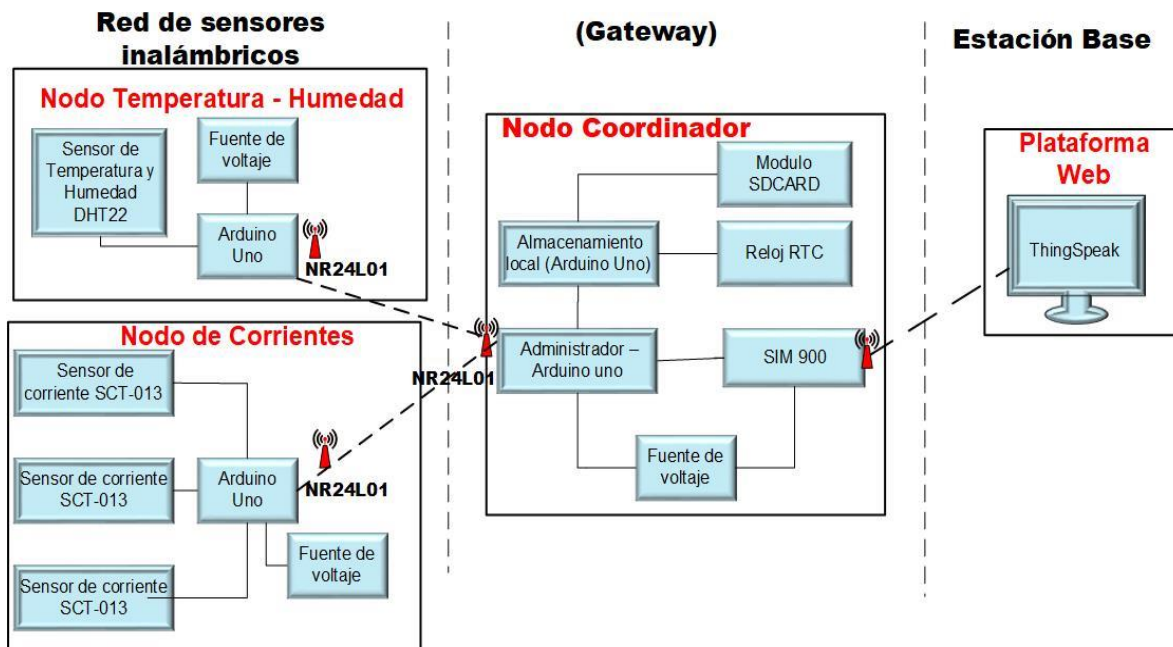 Red de sensores
inalámbricos
(Gateway)
Estación Base
Nodo Temperatura - Humedad
Sensor de
Temperatura y
Humedad
DHT22
Fuente de
voltaje
Arduino
Uno
NR24L01
Nodo de Corrientes
Sensor de
corriente SCT-013
Sensor de corriente
SCT-013
Sensor de corriente
SCT-013
Arduino
Uno
NR24L01
Fuente de
voltaje
Nodo Coordinador
Modulo
SDCARD
Almacenamiento
local (Arduino Uno)
Reloj RTC
NR24L01
Administrador –
Arduino uno
SIM 900
Fuente de
voltaje
Plataforma
Web
ThingSpeak